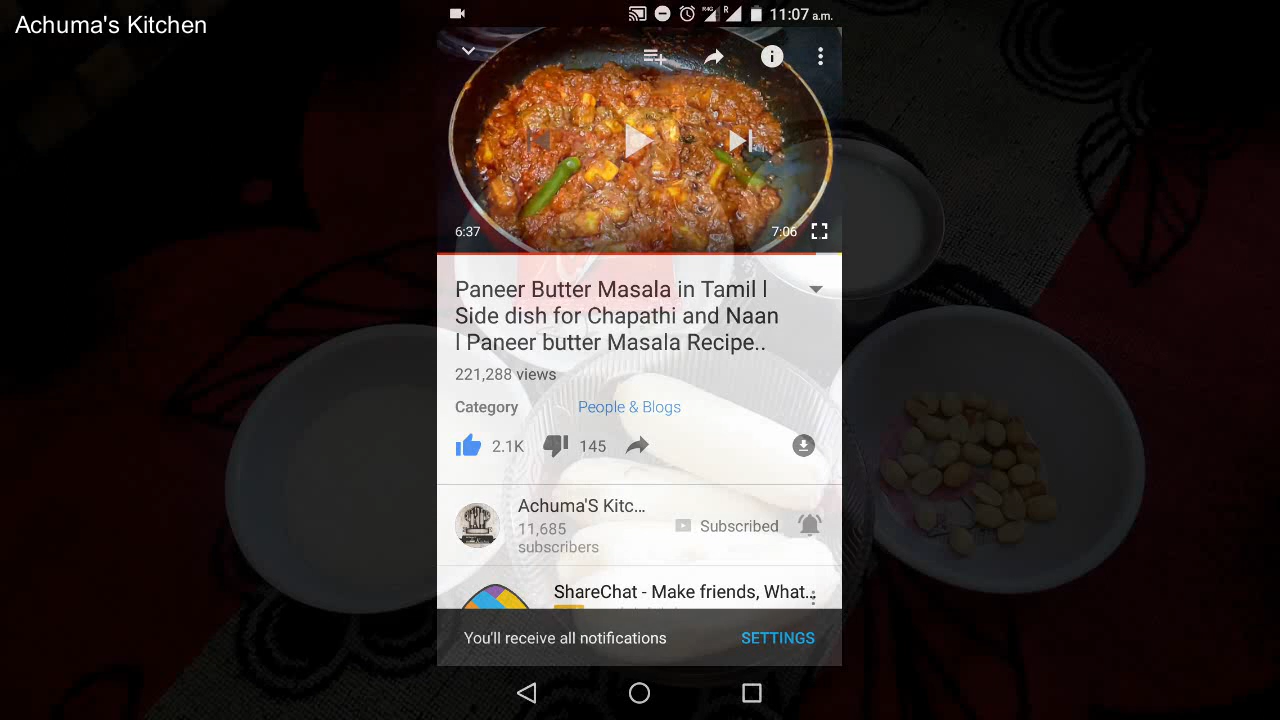 Achuma's Kitchen
R4G R 11:07 a.m.
6:37 7:06
Paneer Butter Masala in Tamil l
Side dish for Chapathi and Naan
l Paneer butter Masala Recipe..
221,288 views
Category People & Blogs
2.1K 145
Achuma'S Kitc...
11,685
subscribers
Subscribed
ShareChat - Make friends, What...
You'll receive all notifications SETTINGS